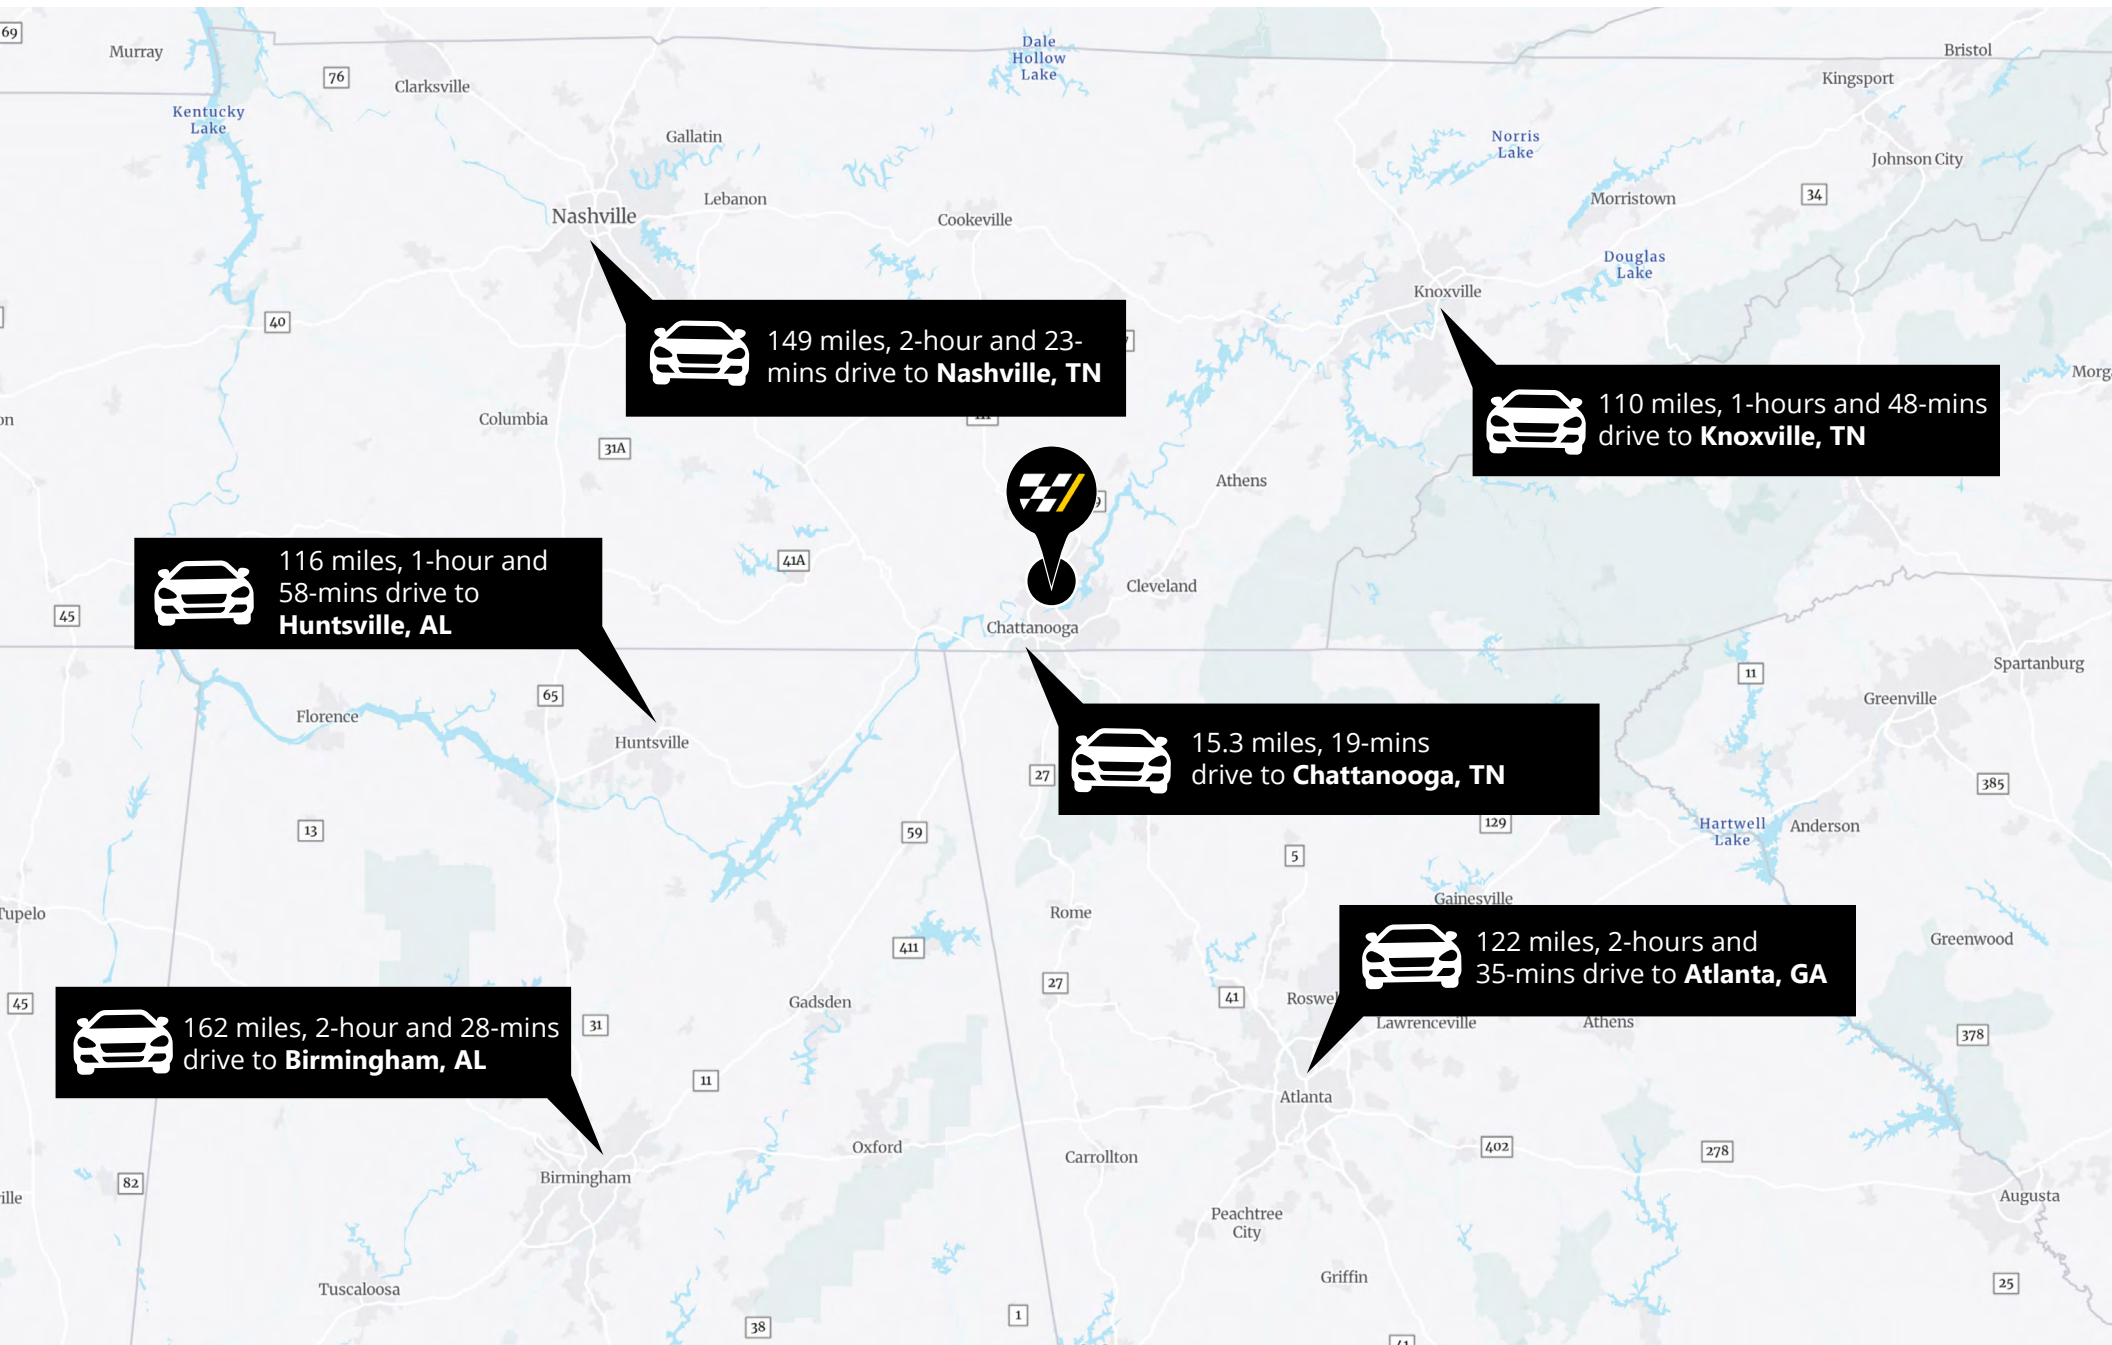 69
Murray
76
Clarksville
Dale
Hollow
Lake
Bristol
Kingsport
Kentucky
Lake
Gallatin
Norris
Lake
Johnson City
Lebanon
Morristown
34
Nashville
Cookeville
Douglas
Lake
Knoxville
40
149 miles, 2-hour and 23-
mins drive to Nashville, TN
Morg
110 miles, 1-hours and 48-mins
drive to Knoxville, TN
on
Columbia
31A
Athens
116 miles, 1-hour and
58-mins drive to
Huntsville, AL
41A
Cleveland
45
Chattanooga
Spartanburg
11
65
Greenville
Florence
Huntsville
15.3 miles, 19-mins
drive to Chattanooga, TN
27
385
13
59
129
Hartwell
Lake
Anderson
5
Tupelo
Rome
Gainesville
411
122 miles, 2-hours and
35-mins drive to Atlanta, GA
Greenwood
45
Gadsden
27
41
Roswel
162 miles, 2-hour and 28-mins
drive to Birmingham, AL
31
Lawrenceville
Athens
378
11
Atlanta
Oxford
Carrollton
402
278
Birmingham
82
ville
Augusta
Peachtree
City
Tuscaloosa
Griffin
25
38
1
41